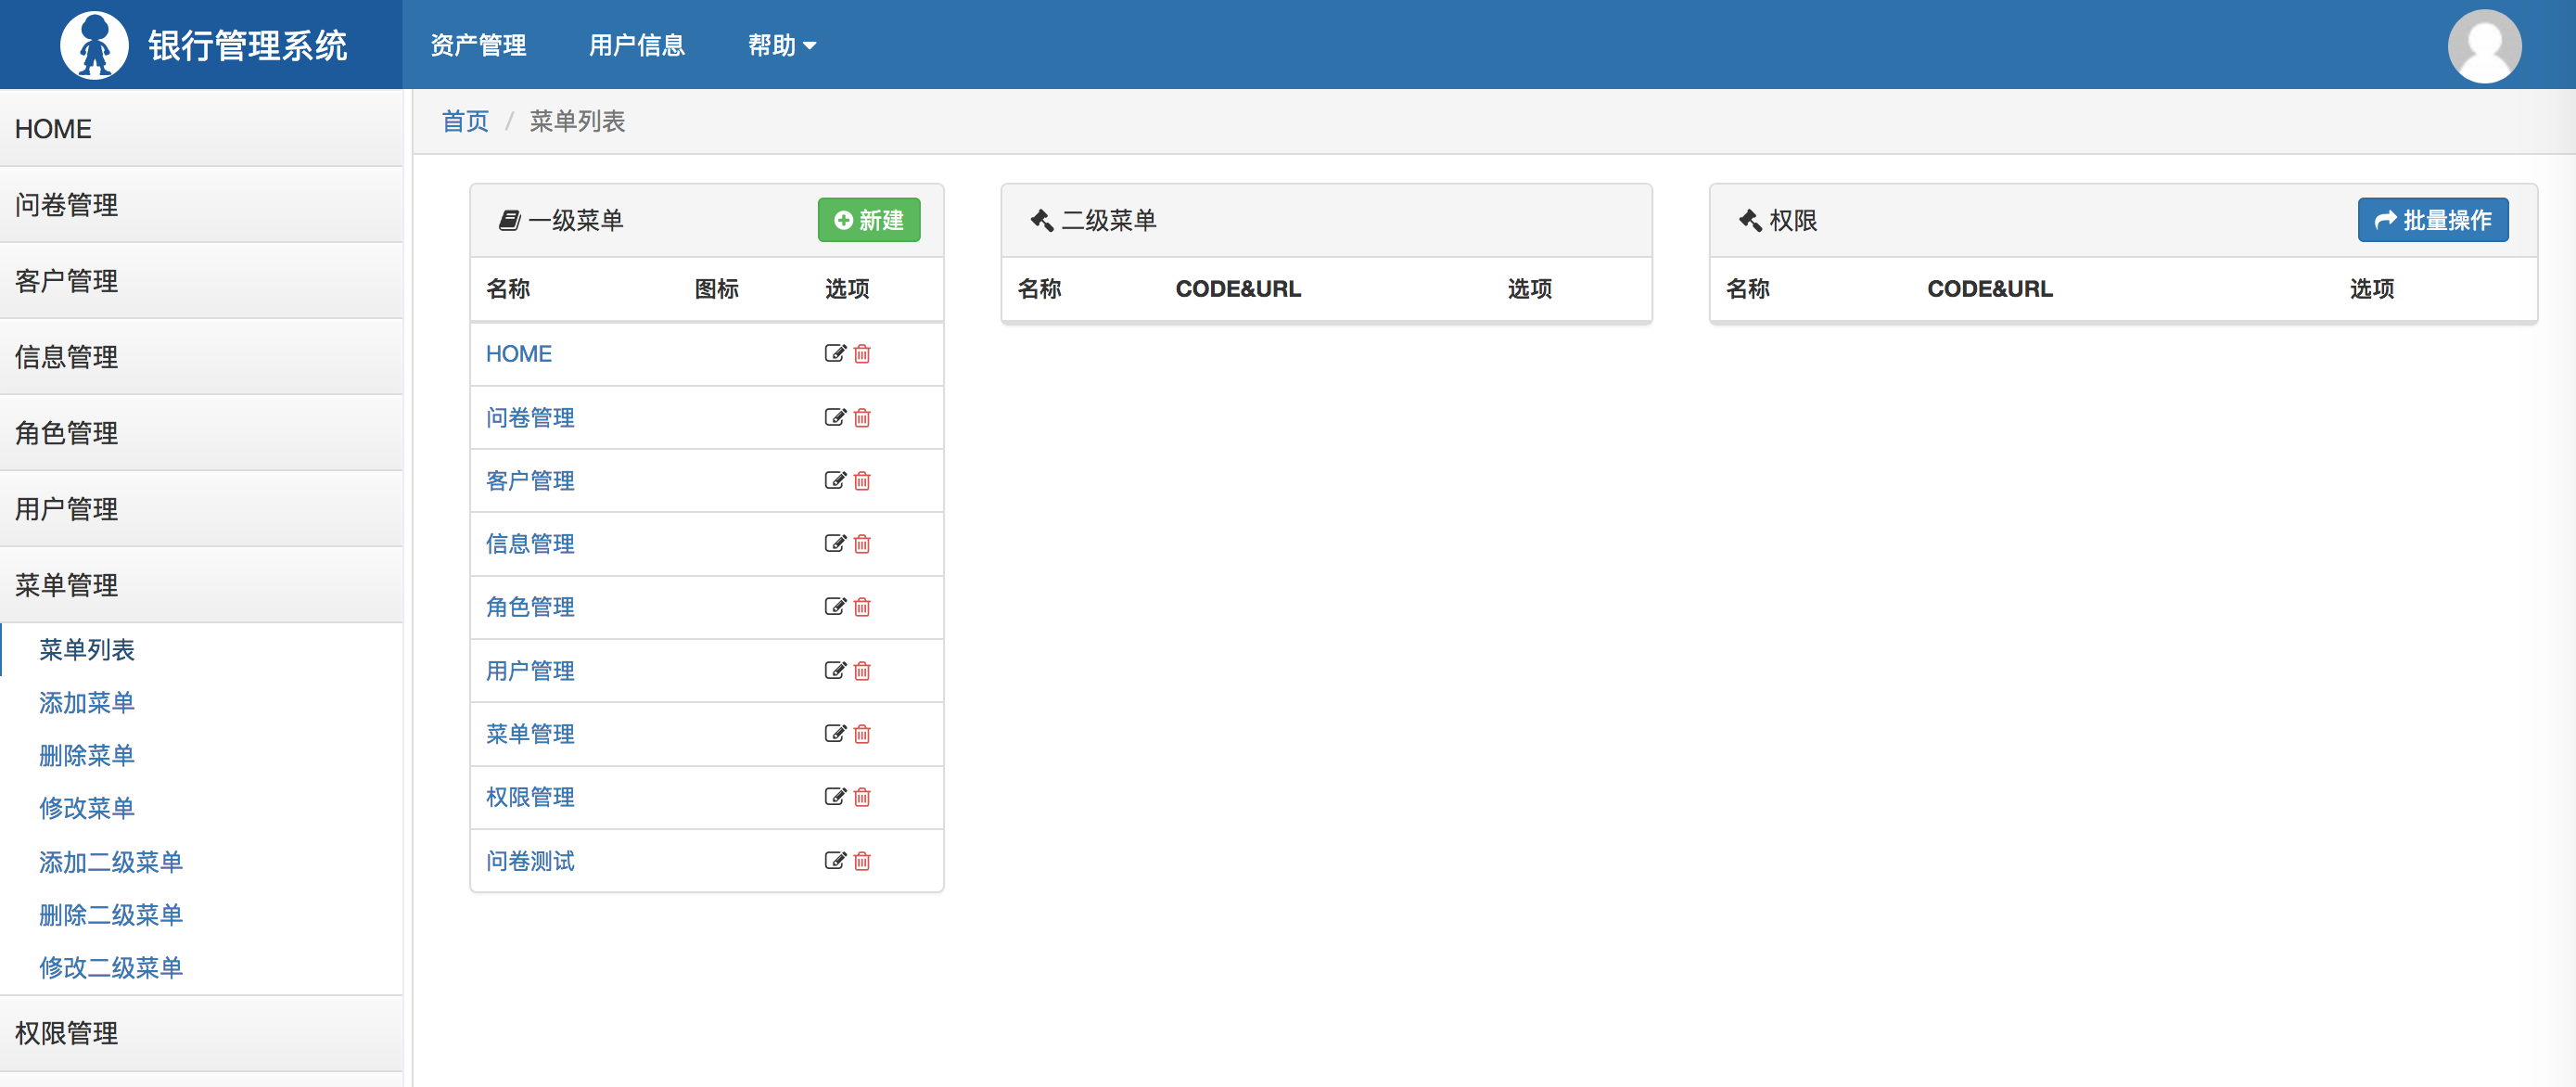 银行管理系统
资产管理 用户信息 帮助
HOME
问卷管理
客户管理
信息管理
角色管理
用户管理
菜单管理
菜单列表
添加菜单
删除菜单
修改菜单
添加二级菜单
删除二级菜单
修改二级菜单
权限管理
首页 / 菜单列表
一级菜单 新建
名称 图标 选项
HOME
问卷管理
客户管理
信息管理
角色管理
用户管理
菜单管理
权限管理
问卷测试
二级菜单
名称 CODE&URL 选项
权限 批量操作
名称 CODE&URL 选项